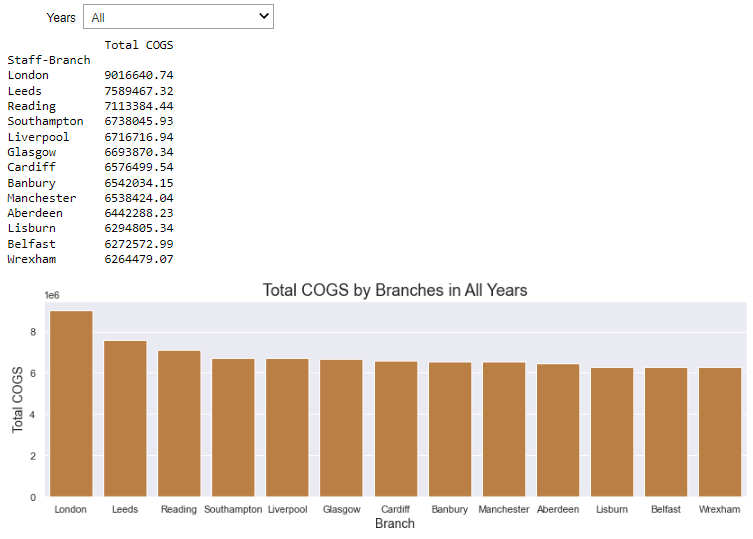 Years All
Total COGS
Staff-Branch
London 9016640.74
Leeds 7589467.32
Reading 7113384.44
Southampton 6738045.93
Liverpool 6716716.94
Glasgow 6693870.34
Cardiff 6576499.54
Banbury 6542034.15
Manchester 6538424.04
Aberdeen 6442288.23
Lisburn 6294805.34
Belfast 6272572.99
Wrexham 6264479.07
Total COGS by Branches in All Years
1e6
8
6
4
2
0
Total COGS
London Leeds Reading Southampton Liverpool Glasgow Cardiff Banbury Manchester Aberdeen Lisburn Belfast Wrexham
Branch